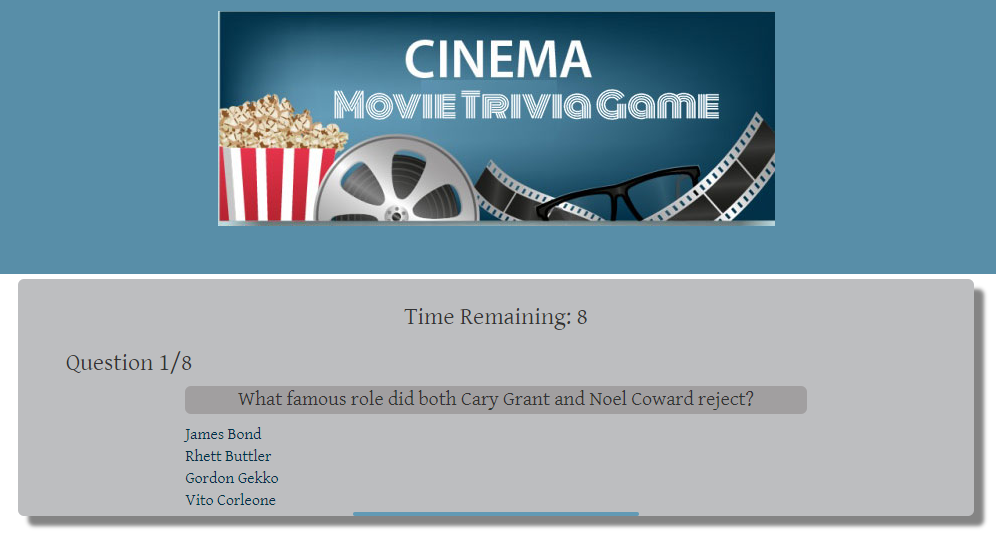 CINEMA
Movie Trivia Game
Time Remaining: 8
Question 1/8
What famous role did both Cary Grant and Noel Coward reject?
James Bond
Rhett Buttler
Gordon Gekko
Vito Corleone